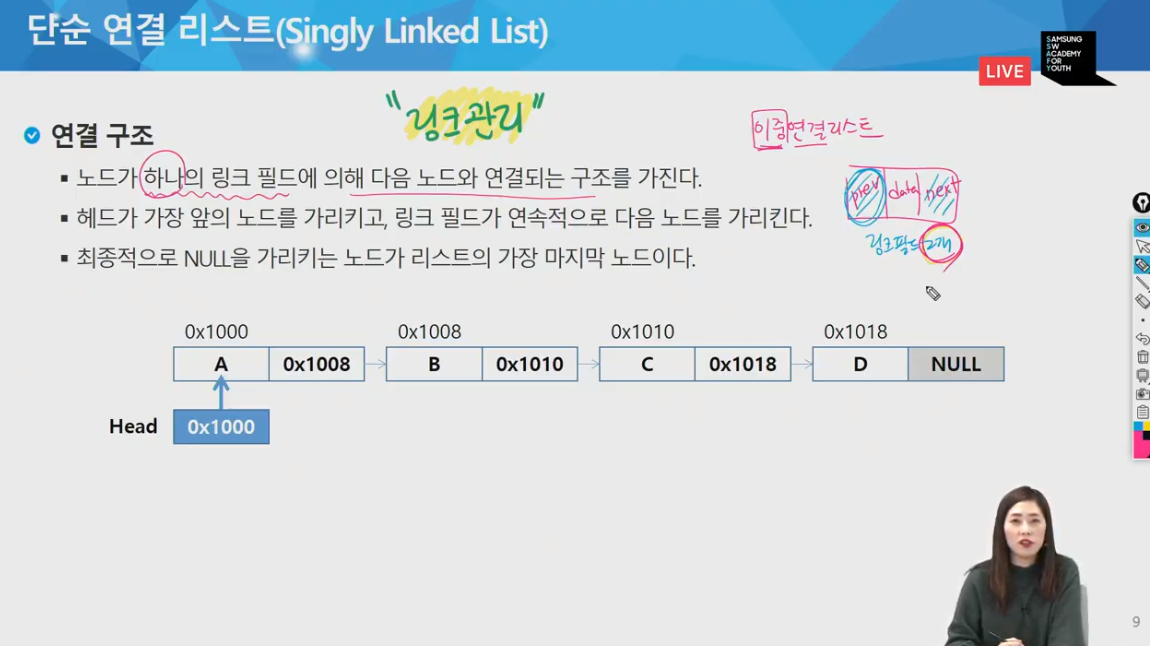 단순 연결 리스트(Singly Linked List)
LIVE
SAMSUNG
SW
ACADEMY
FOR
YOUTH
"링크관리"
이중연결리스트
연결 구조
노드가 하나의 링크 필드에 의해 다음 노드와 연결되는 구조를 가진다.
prev data next
헤드가 가장 앞의 노드를 가리키고, 링크 필드가 연속적으로 다음 노드를 가리킨다.
링크필드 2개
최종적으로 NULL을 가리키는 노드가 리스트의 가장 마지막 노드이다.
0x1000 0x1008 0x1010 0x1018
A 0x1008 B 0x1010 C 0x1018 D NULL
Head 0x1000
9